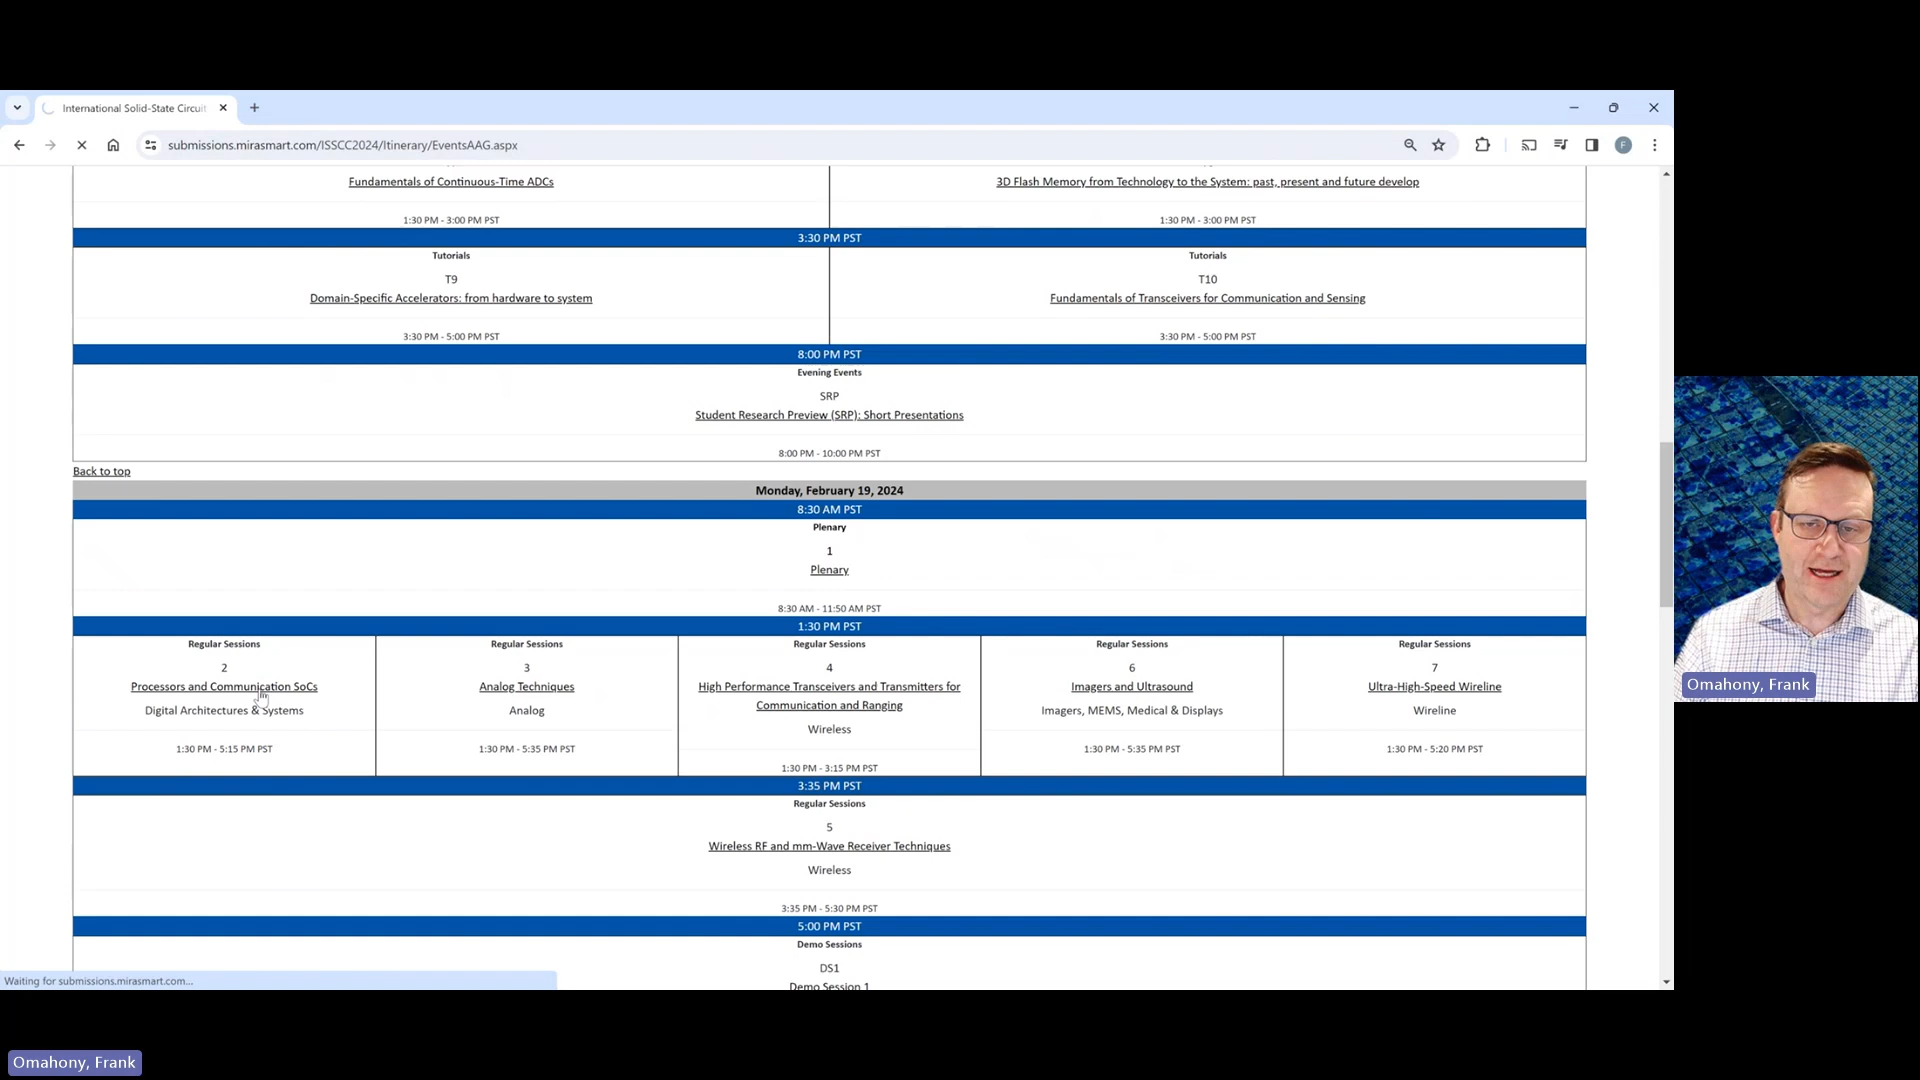 International Solid-State Circuit
submissions.mirasmart.com/ISSCC2024/Itinerary/EventsAAG.aspx
F
Fundamentals of Continuous-Time ADCs
3D Flash Memory from Technology to the System: past, present and future develop
1:30 PM - 3:00 PM PST
1:30 PM - 3:00 PM PST
3:30 PM PST
Tutorials
Tutorials
T9
T10
Domain-Specific Accelerators: from hardware to system
Fundamentals of Transceivers for Communication and Sensing
3:30 PM - 5:00 PM PST
3:30 PM - 5:00 PM PST
8:00 PM PST
Evening Events
SRP
Student Research Preview (SRP): Short Presentations
8:00 PM - 10:00 PM PST
Back to top
Monday, February 19, 2024
8:30 AM PST
Plenary
1
Plenary
8:30 AM - 11:50 AM PST
1:30 PM PST
Regular Sessions
2
Processors and Communication SoCs
Digital Architectures & Systems
1:30 PM - 5:15 PM PST
Regular Sessions
3
Analog Techniques
Analog
1:30 PM - 5:35 PM PST
Regular Sessions
4
High Performance Transceivers and Transmitters for
Communication and Ranging
Wireless
1:30 PM - 3:15 PM PST
Regular Sessions
6
Imagers and Ultrasound
Imagers, MEMS, Medical & Displays
1:30 PM - 5:35 PM PST
Regular Sessions
7
Ultra-High-Speed Wireline
Wireline
1:30 PM - 5:20 PM PST
3:35 PM PST
Regular Sessions
5
Wireless RF and mm-Wave Receiver Techniques
Wireless
3:35 PM - 5:30 PM PST
5:00 PM PST
Demo Sessions
DS1
Demo Session 1
Waiting for submissions.mirasmart.com...
Omahony, Frank
Omahony, Frank